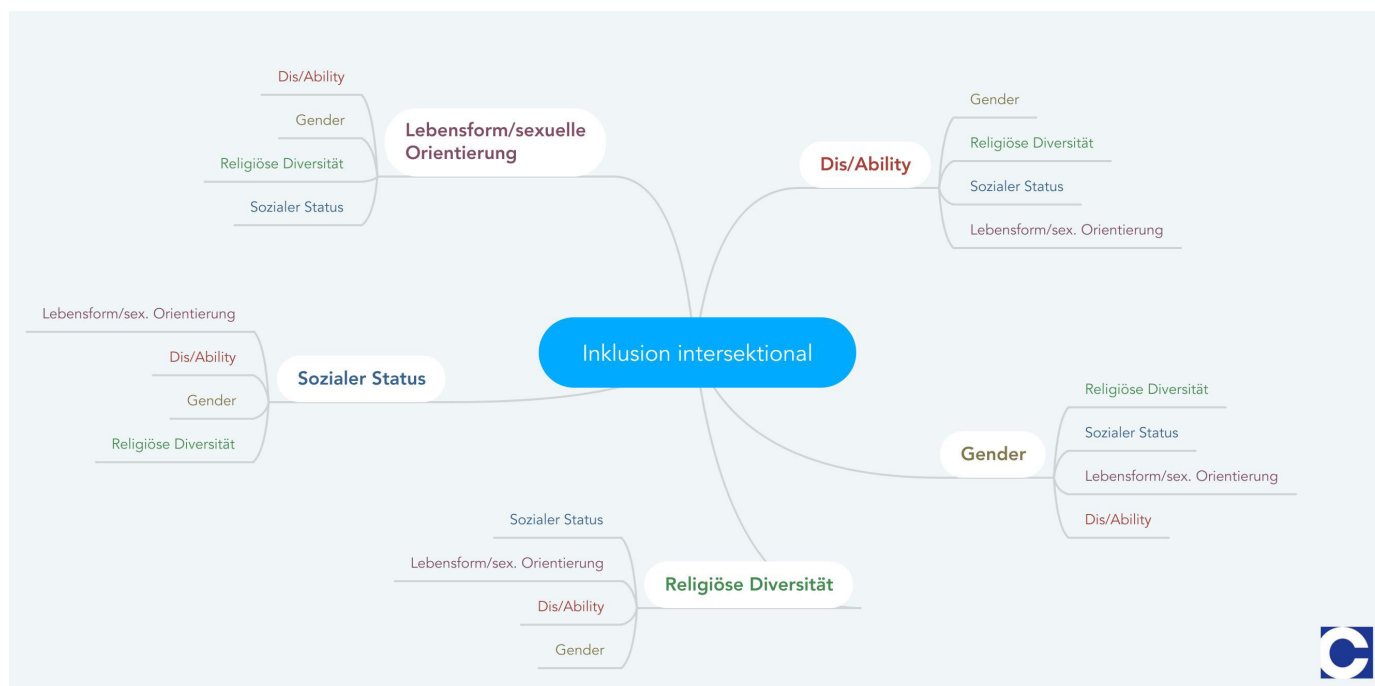 Dis/Ability
Gender
Religiöse Diversität
Sozialer Status
Lebensform/sexuelle
Orientierung
Dis/Ability
Gender
Religiöse Diversität
Sozialer Status
Lebensform/sex. Orientierung
Lebensform/sex. Orientierung
Dis/Ability
Gender
Religiöse Diversität
Sozialer Status
Inklusion intersektional
Gender
Religiöse Diversität
Sozialer Status
Lebensform/sex. Orientierung
Dis/Ability
Sozialer Status
Lebensform/sex. Orientierung
Dis/Ability
Gender
Religiöse Diversität
C